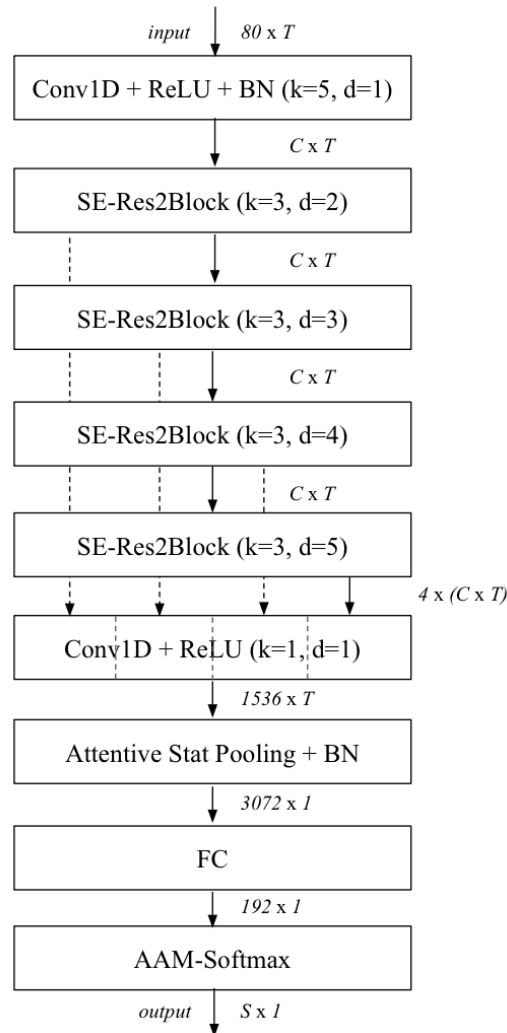 input 80 x T
Conv1D + ReLU + BN (k=5, d=1)
C x T
SE-Res2Block (k=3, d=2)
C x T
SE-Res2Block (k=3, d=3)
C x T
SE-Res2Block (k=3, d=4)
C x T
SE-Res2Block (k=3, d=5)
4 x (C x T)
Conv1D + ReLU (k=1, d=1)
1536 x T
Attentive Stat Pooling + BN
3072 x 1
FC
192 x 1
AAM-Softmax
output S x 1